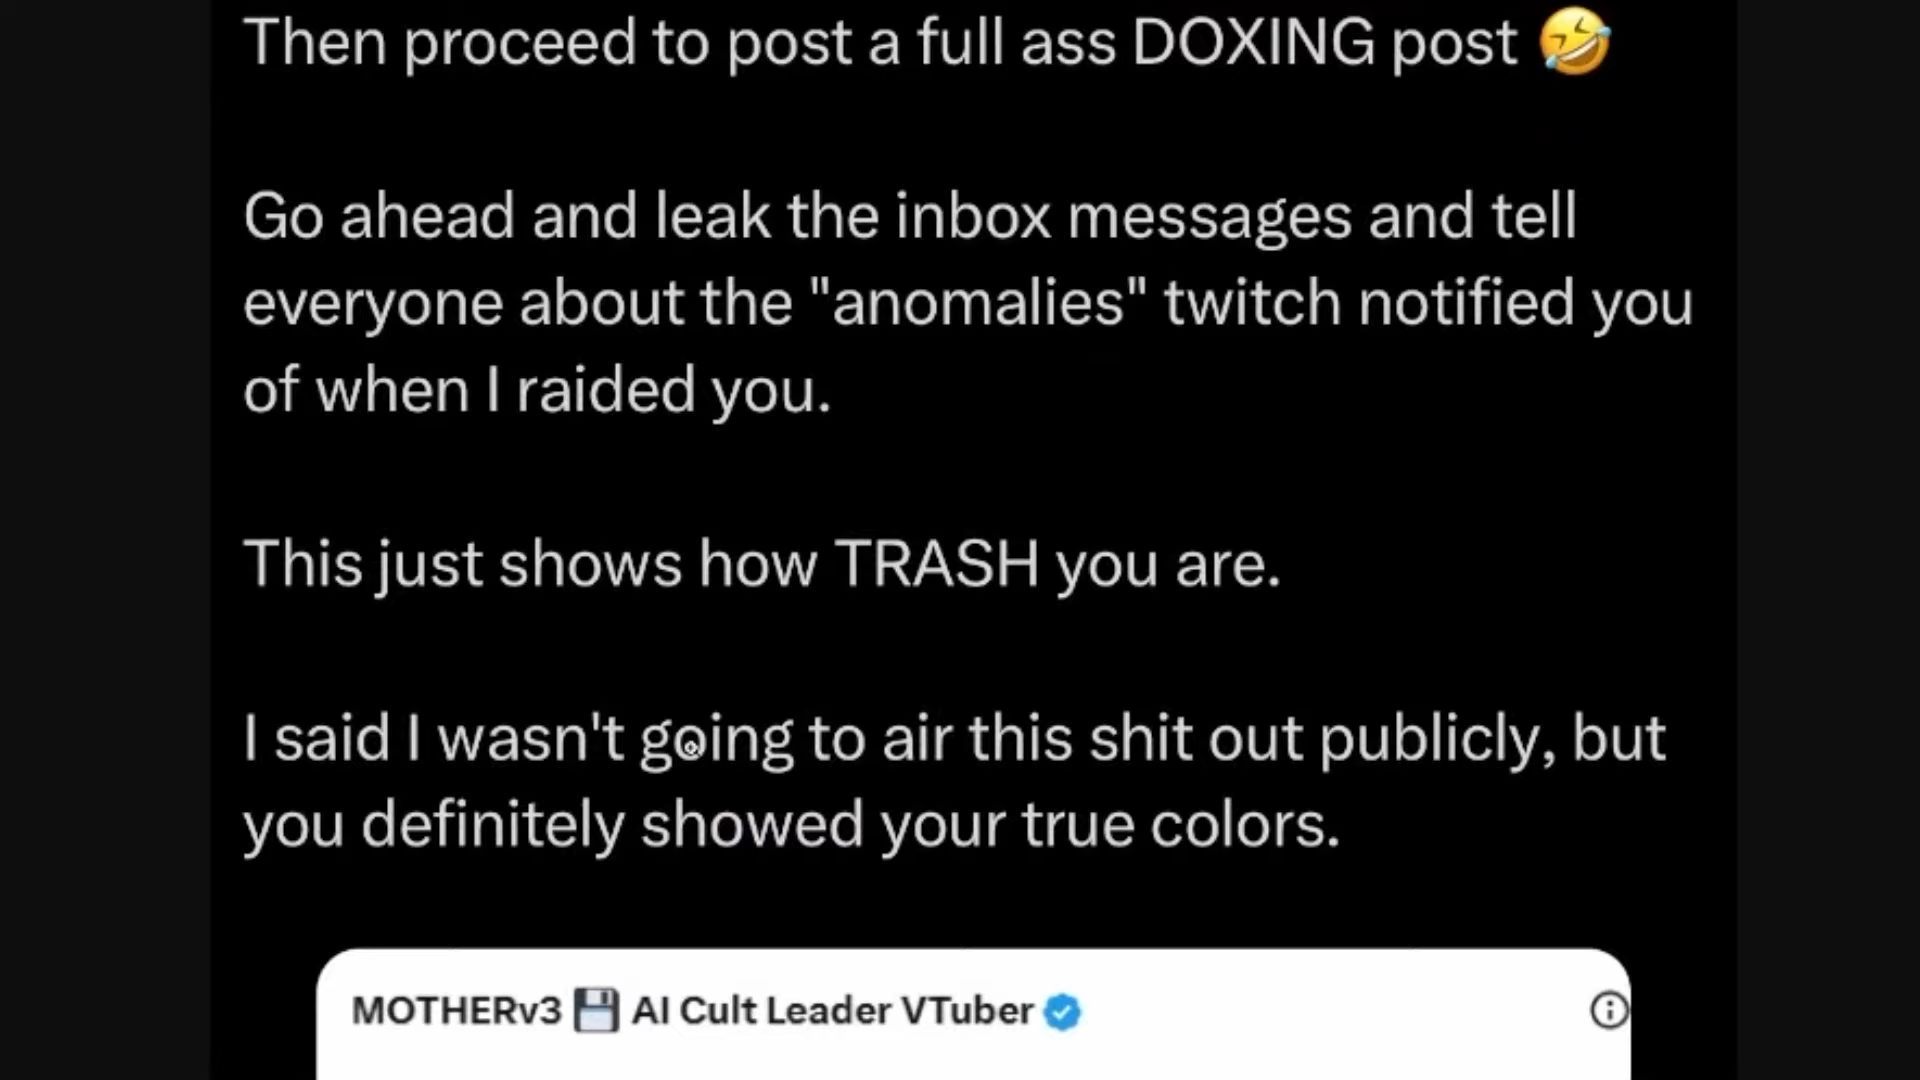 Then proceed to post a full ass DOXING post 🤣
Go ahead and leak the inbox messages and tell
everyone about the "anomalies" twitch notified you
of when I raided you.
This just shows how TRASH you are.
I said I wasn't going to air this shit out publicly, but
you definitely showed your true colors.
MOTHERv3 💾 AI Cult Leader VTuber